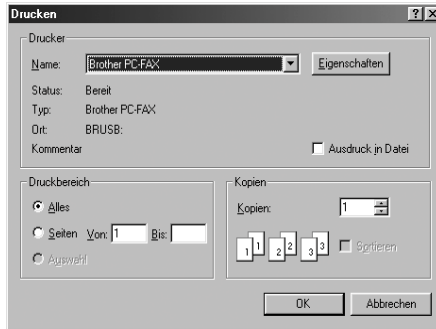 Drucken
Drucker
Name: Brother PC-FAX Eigenschaften
Status: Bereit
Typ: Brother PC-FAX
Ort: BRUSB:
Kommentar Ausdruck in Datei
Druckbereich
Alles
Seiten Von: 1 Bis:
Auswahl
Kopien
Kopien: 1
1 1 2 2 3 3 Sortieren
OK Abbrechen